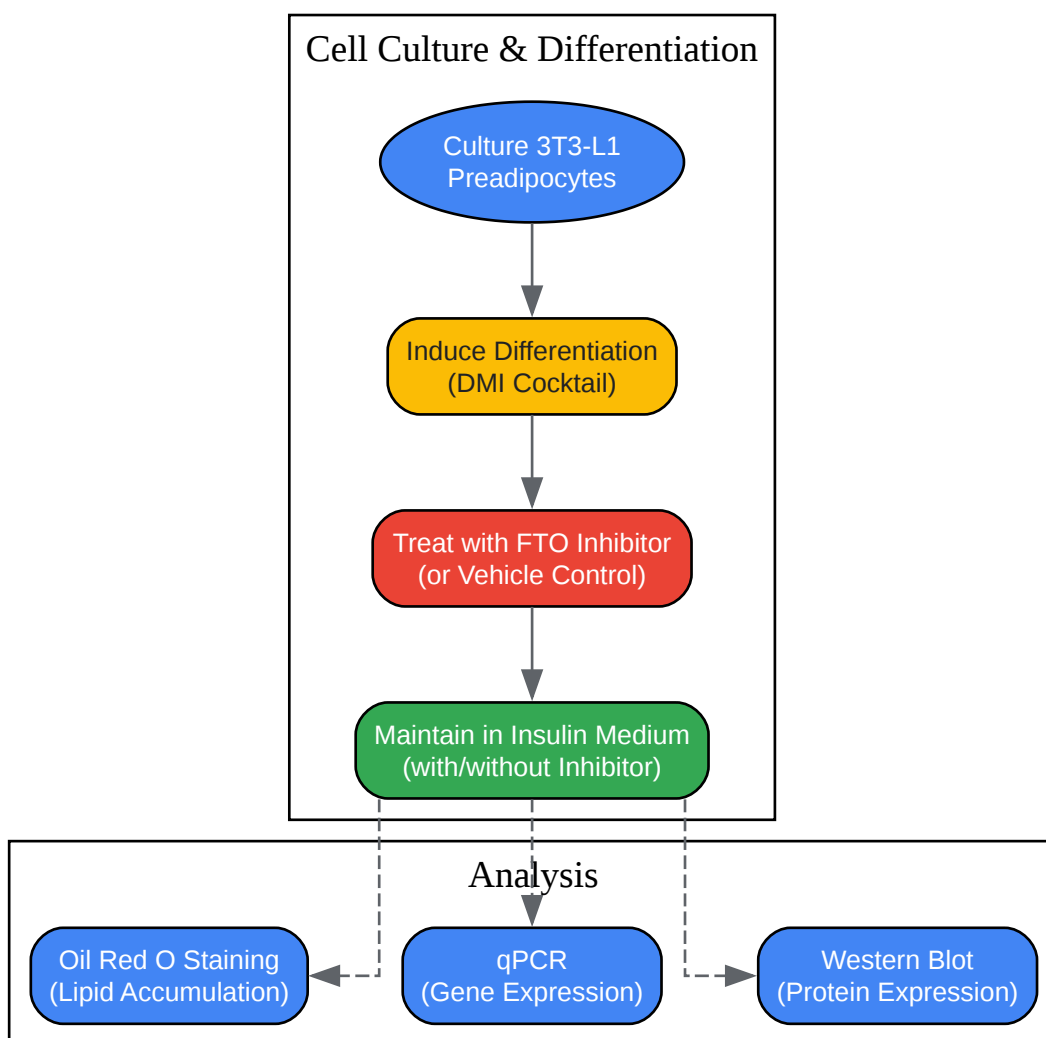 Cell Culture & Differentiation
Culture 3T3-L1
Preadipocytes
Induce Differentiation
(DMI Cocktail)
Treat with FTO Inhibitor
(or Vehicle Control)
Maintain in Insulin Medium
(with/without Inhibitor)
Analysis
Oil Red O Staining
(Lipid Accumulation)
qPCR
(Gene Expression)
Western Blot
(Protein Expression)